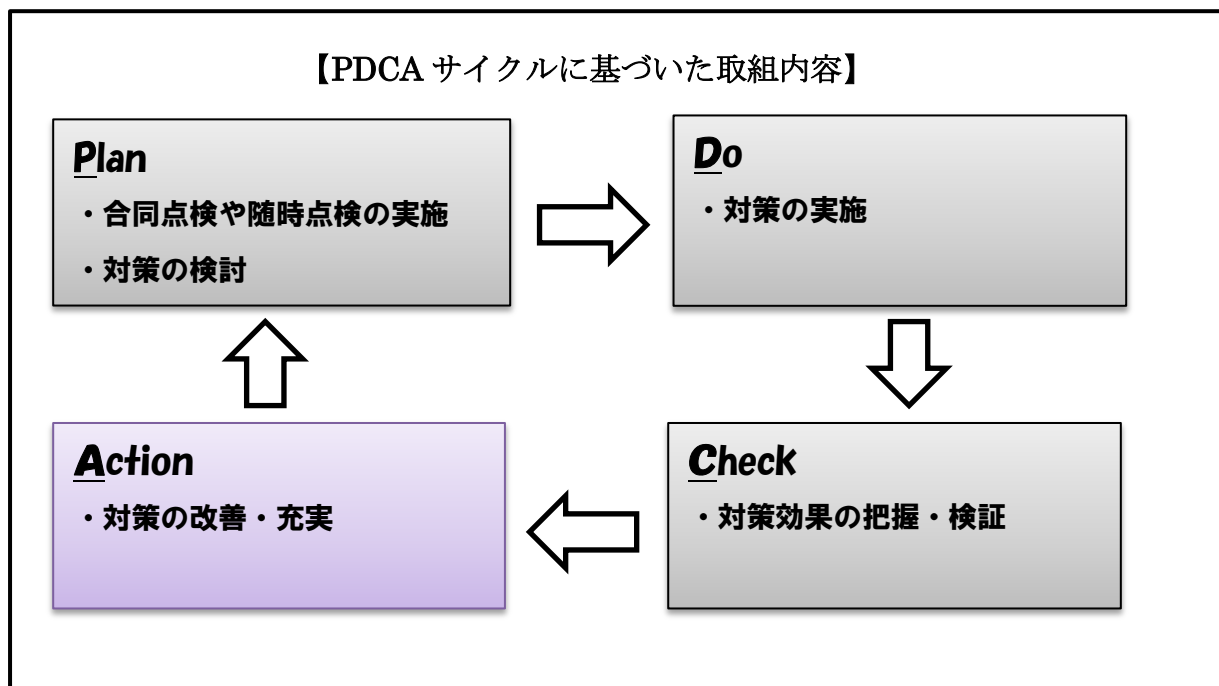 【PDCA サイクルに基づいた取組内容】
Plan
・合同点検や随時点検の実施
・対策の検討
Do
・対策の実施
Action
・対策の改善・充実
Check
・対策効果の把握・検証